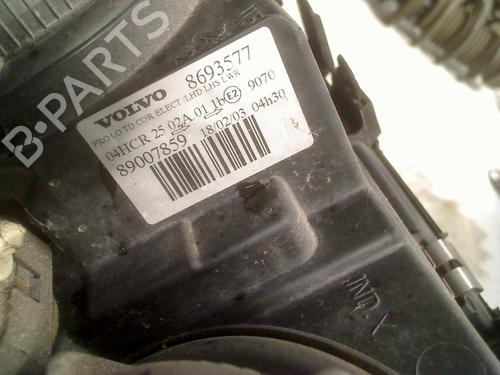 B-PARTS
VOLVO 8693577
PRO LG TD COR ELECT /LHD LHS LWR
04HCR 25 02A 01 1b E2 9070
89007859 18/02/03 04h30
IND.X